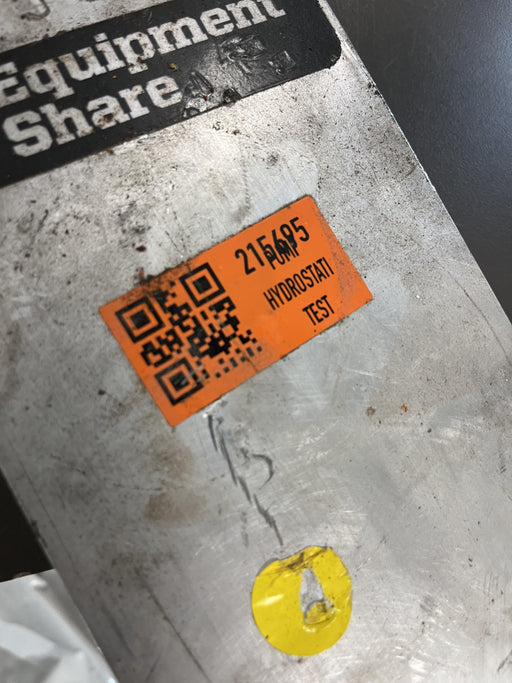 Equipment
Share
215695
PUMP
HYDROSTATI
TEST